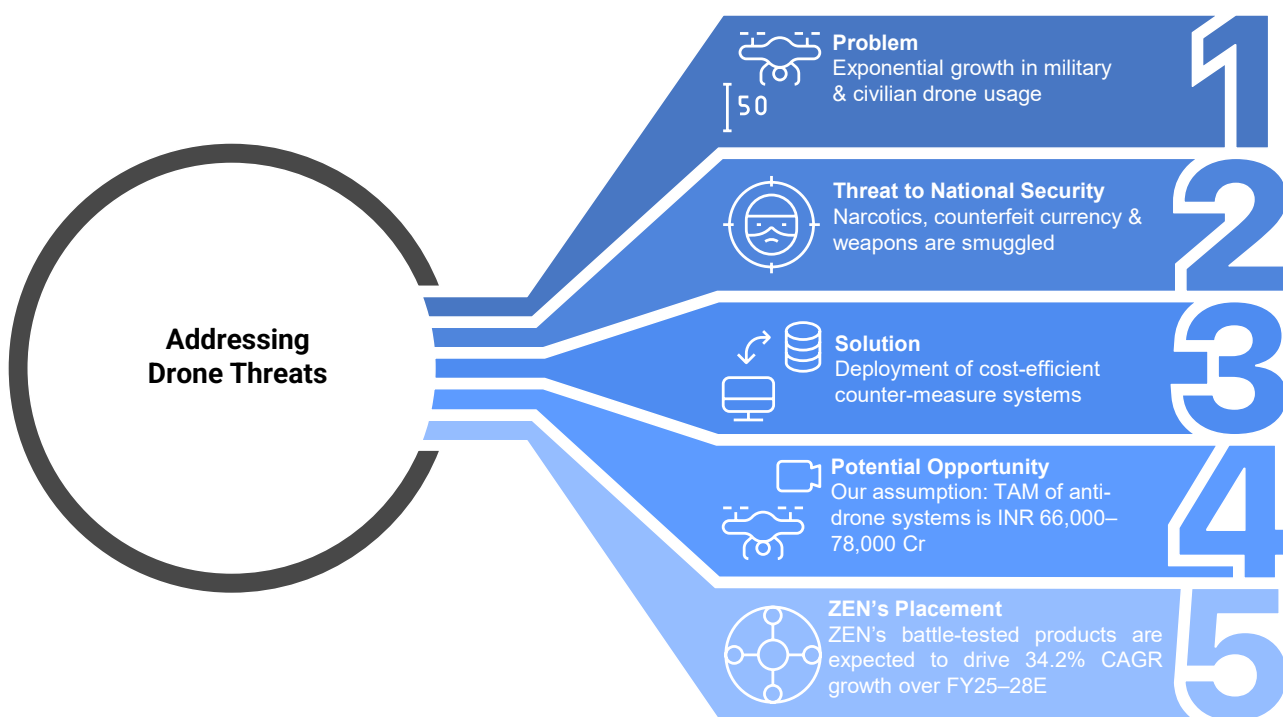 Addressing
Drone Threats
Problem
Exponential growth in military
& civilian drone usage
50
1
Threat to National Security
Narcotics, counterfeit currency &
weapons are smuggled
2
Solution
Deployment of cost-efficient
counter-measure systems
3
Potential Opportunity
Our assumption: TAM of anti-
drone systems is INR 66,000–
78,000 Cr
4
ZEN’s Placement
ZEN’s battle-tested products are
expected to drive 34.2% CAGR
growth over FY25–28E
5